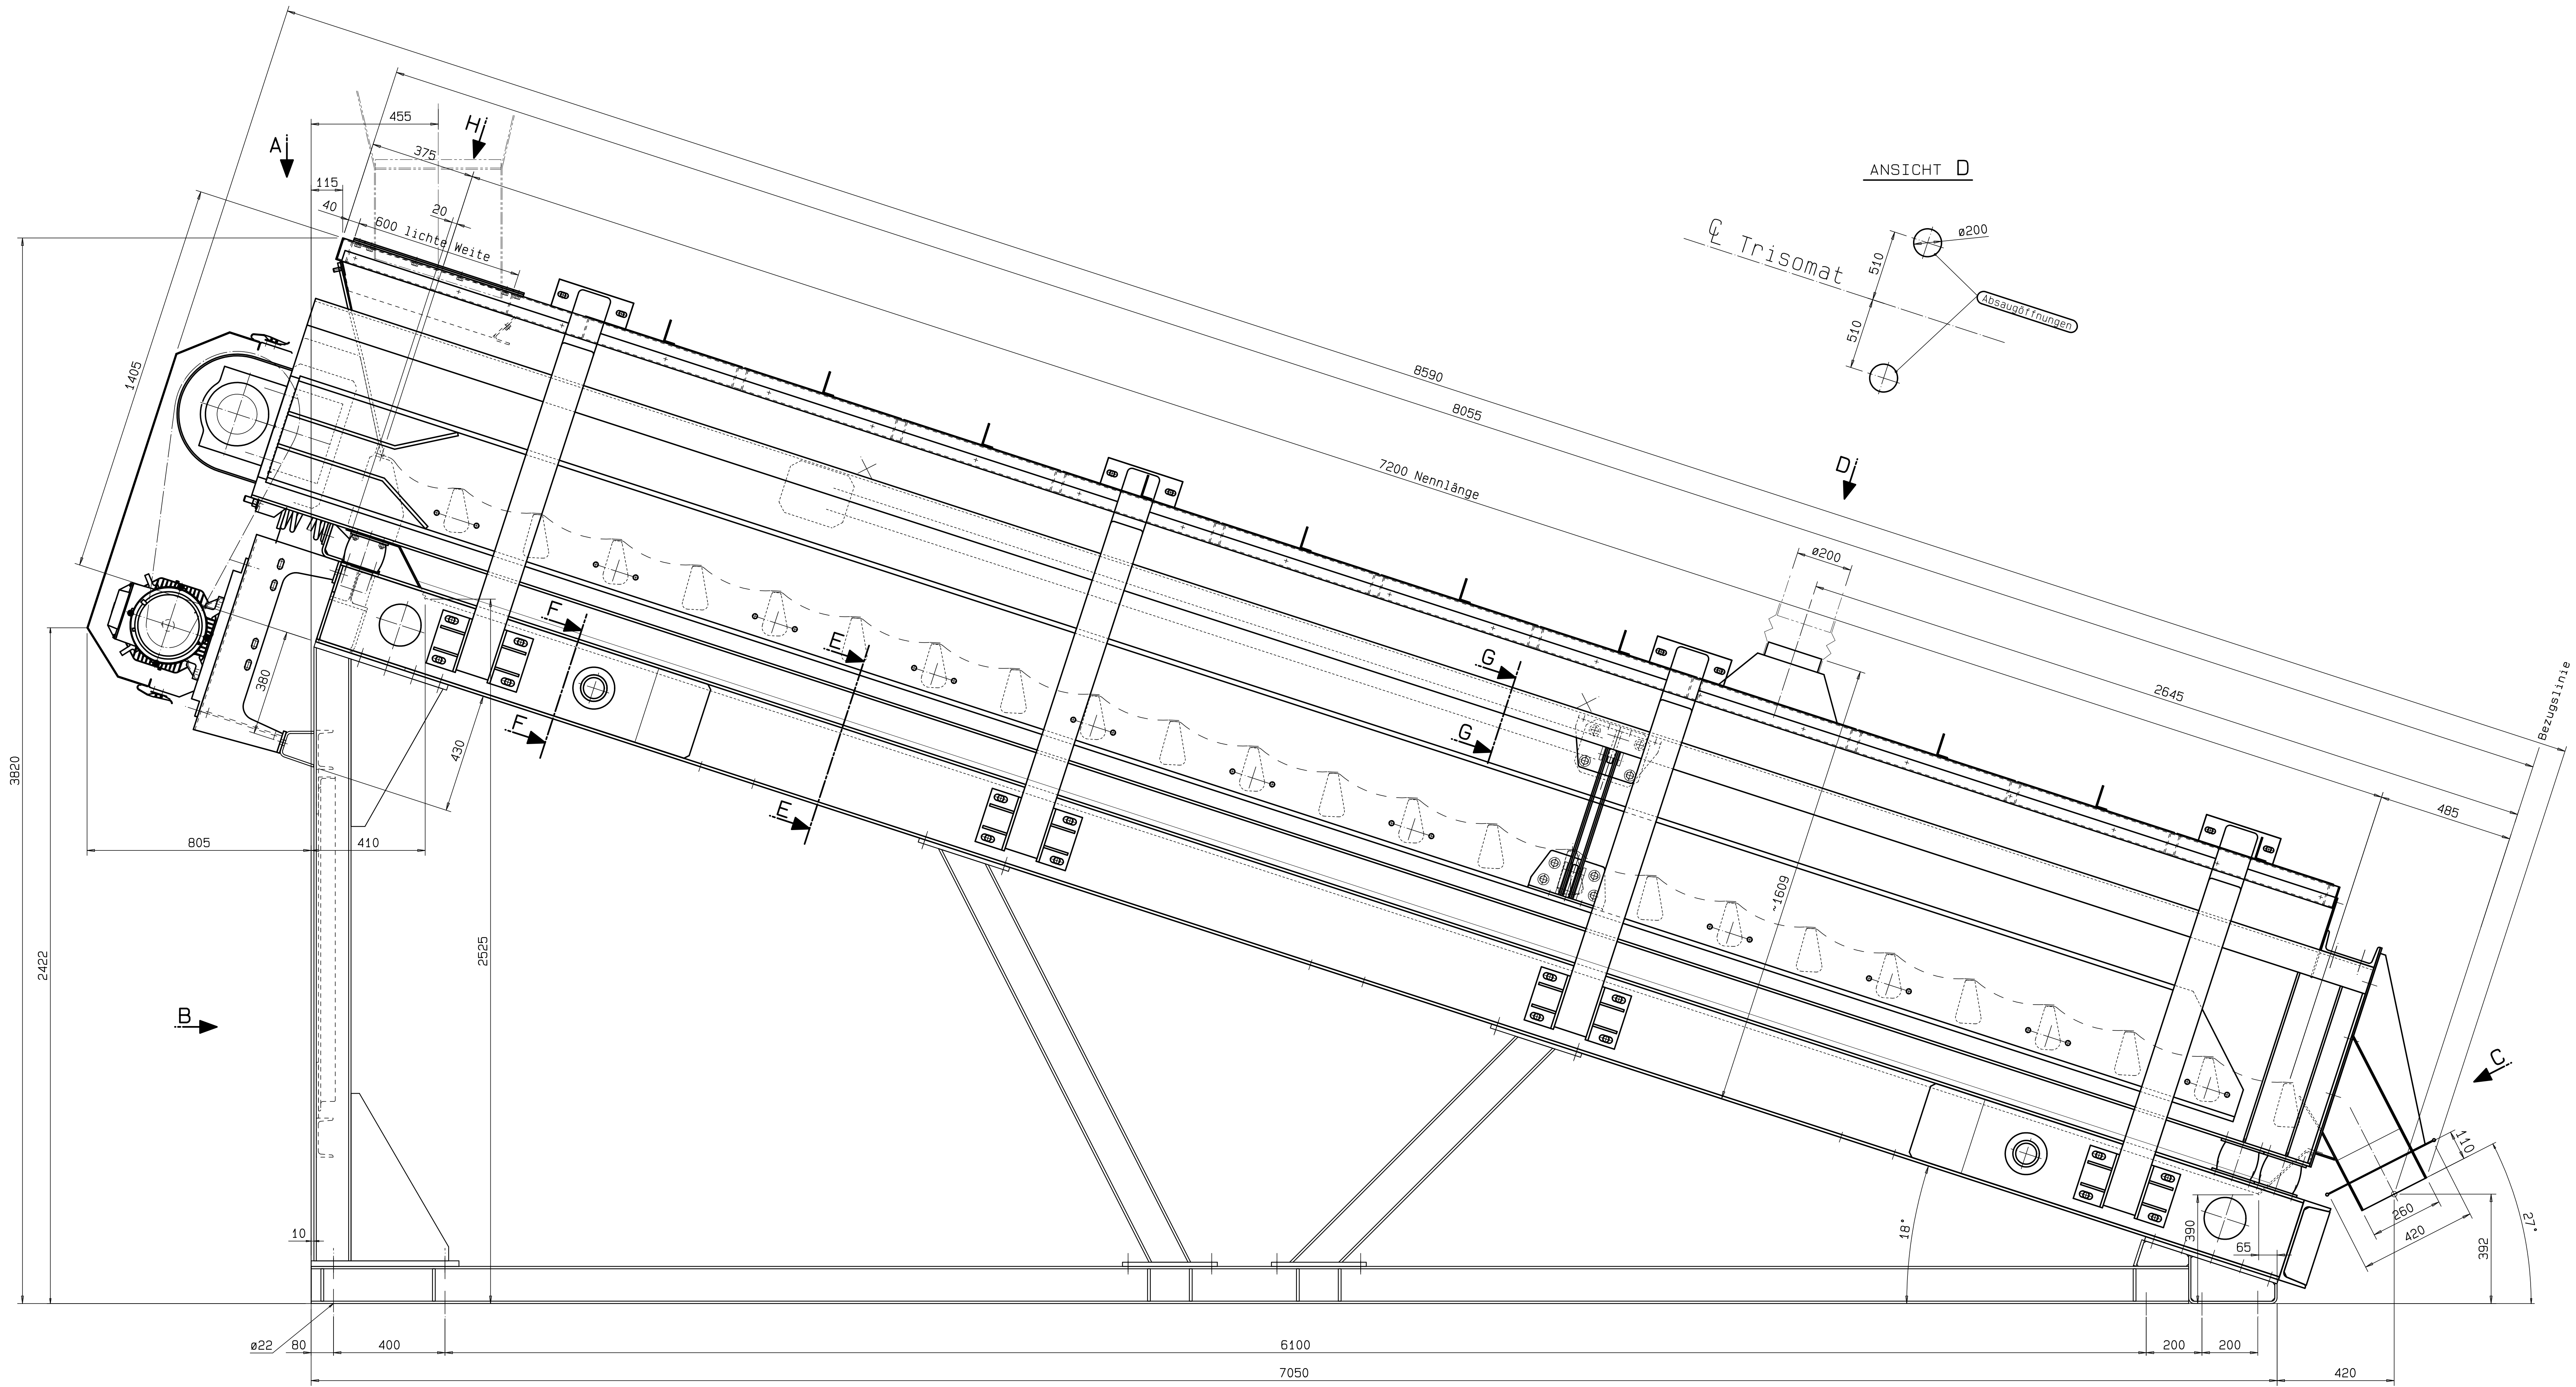 455
H
A
375
ANSICHT D
115
20
40
600 lichte Weite
℄ Trisomat
ø200
510
Absaugöffnungen
510
1405
8590
8055
7200 Nennlänge
D
ø200
2645
Bezugslinie
F
E
G
380
430
F
G
485
3820
E
805
410
~1609
2422
2525
B
C
110
10
18°
390
65
260
420
27°
392
ø22
80
400
6100
200
200
7050
420